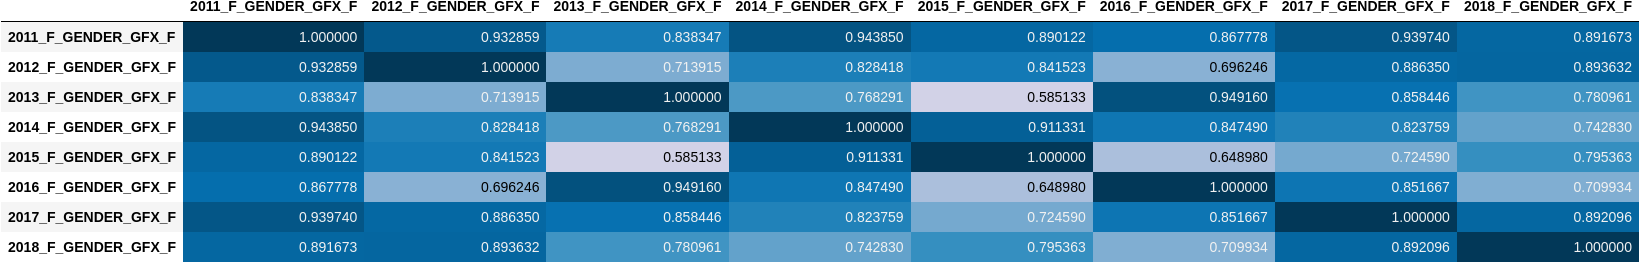 2011_F_GENDER_GFX_F 2012_F_GENDER_GFX_F 2013_F_GENDER_GFX_F 2014_F_GENDER_GFX_F 2015_F_GENDER_GFX_F 2016_F_GENDER_GFX_F 2017_F_GENDER_GFX_F 2018_F_GENDER_GFX_F
2011_F_GENDER_GFX_F 1.000000 0.932859 0.838347 0.943850 0.890122 0.867778 0.939740 0.891673
2012_F_GENDER_GFX_F 0.932859 1.000000 0.713915 0.828418 0.841523 0.696246 0.886350 0.893632
2013_F_GENDER_GFX_F 0.838347 0.713915 1.000000 0.768291 0.585133 0.949160 0.858446 0.780961
2014_F_GENDER_GFX_F 0.943850 0.828418 0.768291 1.000000 0.911331 0.847490 0.823759 0.742830
2015_F_GENDER_GFX_F 0.890122 0.841523 0.585133 0.911331 1.000000 0.648980 0.724590 0.795363
2016_F_GENDER_GFX_F 0.867778 0.696246 0.949160 0.847490 0.648980 1.000000 0.851667 0.709934
2017_F_GENDER_GFX_F 0.939740 0.886350 0.858446 0.823759 0.724590 0.851667 1.000000 0.892096
2018_F_GENDER_GFX_F 0.891673 0.893632 0.780961 0.742830 0.795363 0.709934 0.892096 1.000000